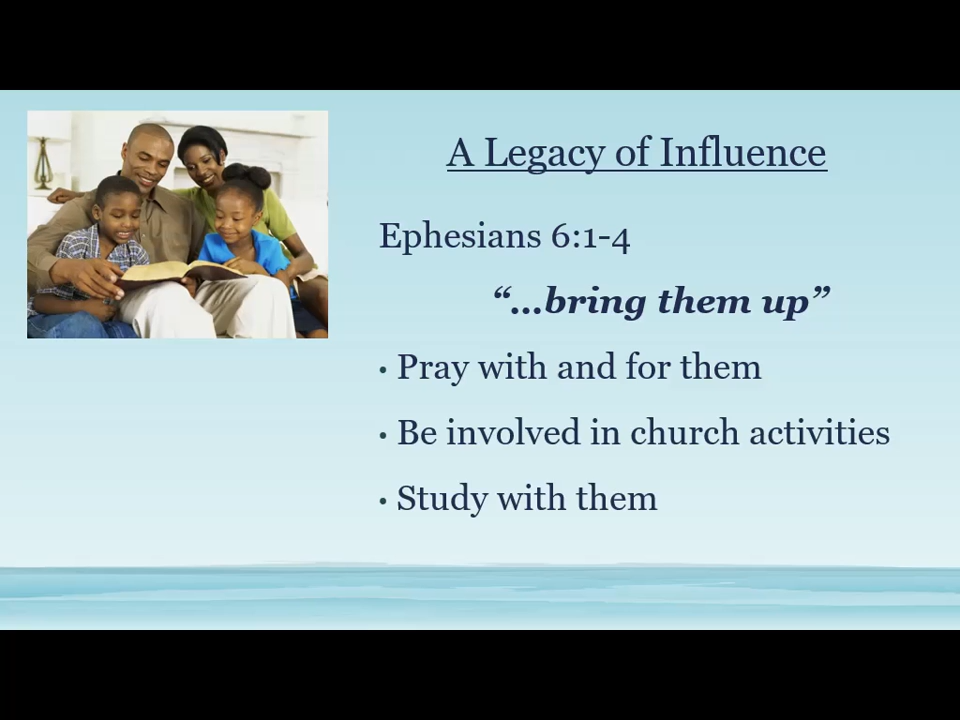 A Legacy of Influence
Ephesians 6:1-4
“…bring them up”
• Pray with and for them
• Be involved in church activities
• Study with them